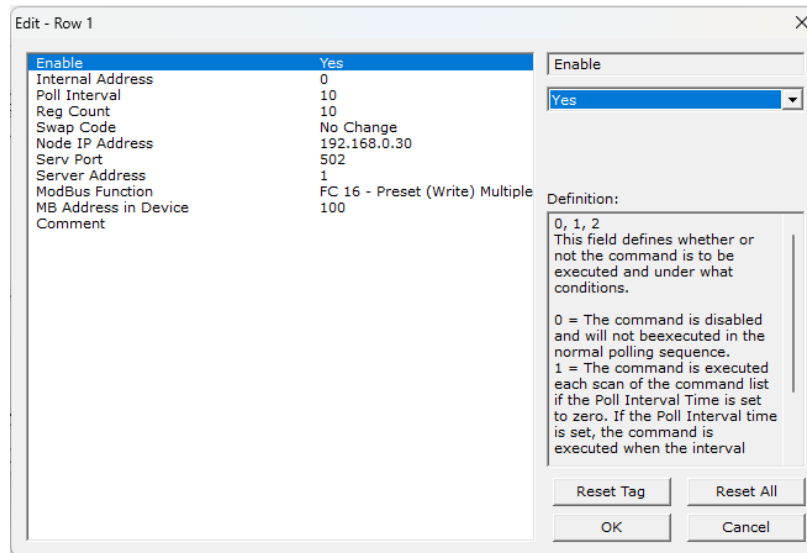 Edit - Row 1
Enable Yes
Internal Address 0
Poll Interval 10
Reg Count 10
Swap Code No Change
Node IP Address 192.168.0.30
Serv Port 502
Server Address 1
ModBus Function FC 16 - Preset (Write) Multiple
MB Address in Device 100
Comment
Enable
Yes
Definition:
0, 1, 2
This field defines whether or
not the command is to be
executed and under what
conditions.
0 = The command is disabled
and will not beexecuted in the
normal polling sequence.
1 = The command is executed
each scan of the command list
if the Poll Interval Time is set
to zero. If the Poll Interval time
is set, the command is
executed when the interval
Reset Tag Reset All
OK Cancel